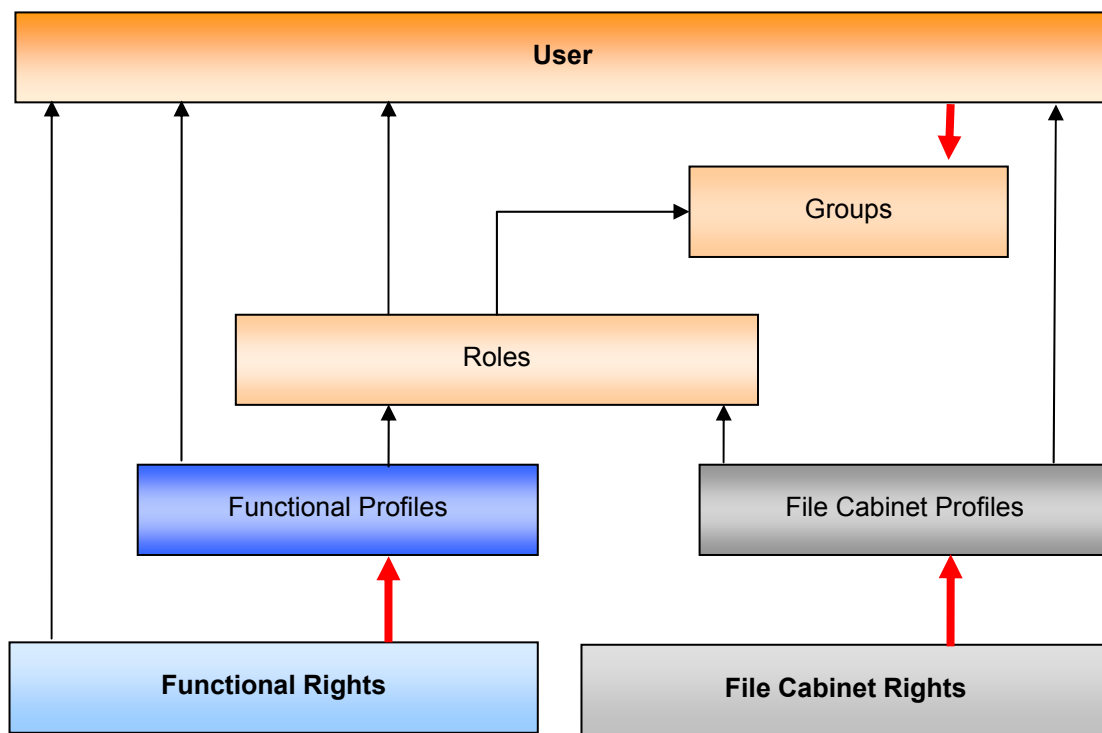 User
Groups
Roles
Functional Profiles
File Cabinet Profiles
Functional Rights
File Cabinet Rights